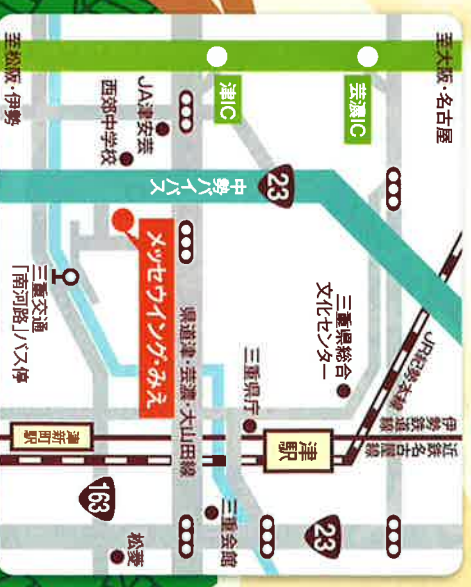 至大阪・名古屋
芸濃IC
津IC
至松阪・伊勢
JA津安芸
西郊中学校
中勢バイパス
23
メッセウイング・みえ
三重交通
「南河路」バス停
県道津・芸濃・大山田線
三重県総合
文化センター
三重県庁
JR紀勢本線
伊勢鉄道線
近鉄名古屋線
津駅
津新町駅
163
23
三重会館
松菱